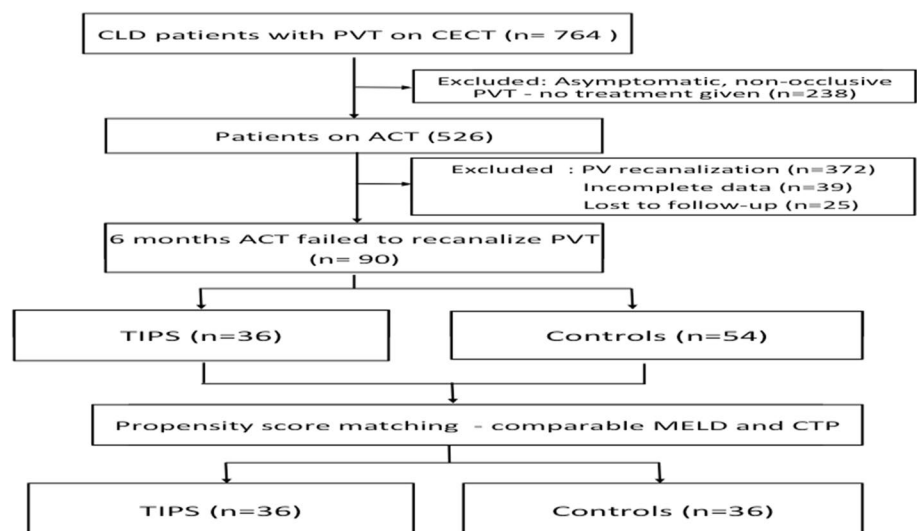 CLD patients with PVT on CECT (n= 764 )
Excluded: Asymptomatic, non-occlusive
PVT - no treatment given (n=238)
Patients on ACT (526)
Excluded : PV recanalization (n=372)
Incomplete data (n=39)
Lost to follow-up (n=25)
6 months ACT failed to recanalize PVT
(n= 90)
TIPS (n=36)
Controls (n=54)
Propensity score matching - comparable MELD and CTP
TIPS (n=36)
Controls (n=36)